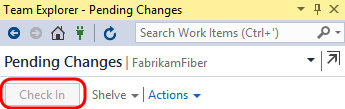 Team Explorer - Pending Changes
Search Work Items (Ctrl+')
Pending Changes | FabrikamFiber
Check In Shelve Actions